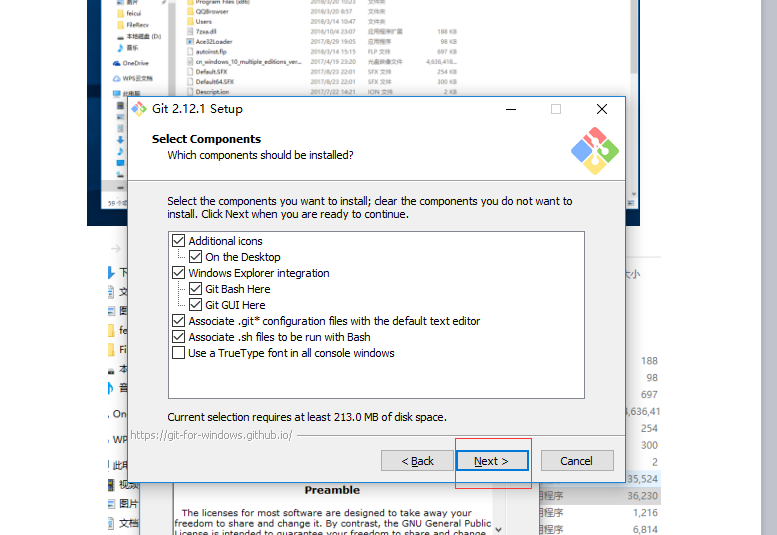 图片
feicui
FileRecv
本地磁盘 (D:)
音乐
OneDrive
WPS云文档
此电脑
Program Files (x86)
2018/3/20 10:23
文件夹
QQBrowser
2018/3/20 8:57
文件夹
Users
2018/3/14 10:47
文件夹
7zxa.dll
2016/10/4 23:07
应用程序扩展
188 KB
Ace32Loader
2017/8/29 19:05
应用程序
98 KB
autoinst.flp
2018/3/14 15:15
FLP 文件
697 KB
cn_windows_10_multiple_editions_ver...
2017/4/19 23:20
光盘映像文件
4,636,418...
Default.SFX
2017/8/23 22:01
SFX 文件
254 KB
Default64.SFX
2017/8/23 22:01
SFX 文件
300 KB
Descript.ion
2017/7/22 14:21
ION 文件
2 KB
Git 2.12.1 Setup
Select Components
Which components should be installed?
Select the components you want to install; clear the components you do not want to
install. Click Next when you are ready to continue.
Additional icons
On the Desktop
Windows Explorer integration
Git Bash Here
Git GUI Here
Associate .git* configuration files with the default text editor
Associate .sh files to be run with Bash
Use a TrueType font in all console windows
Current selection requires at least 213.0 MB of disk space.
https://git-for-windows.github.io/
< Back
Next >
Cancel
下
文
图
fe
Fi
本
音
On
WP
此用
视频
图片
文档
大小
188
98
697
4,636,41
254
300
2
35,524
用程序
36,230
用程序
1,216
用程序
6,814
Preamble
The licenses for most software are designed to take away your
freedom to share and change it. By contrast, the GNU General Public
License is intended to guarantee your freedom to share and change